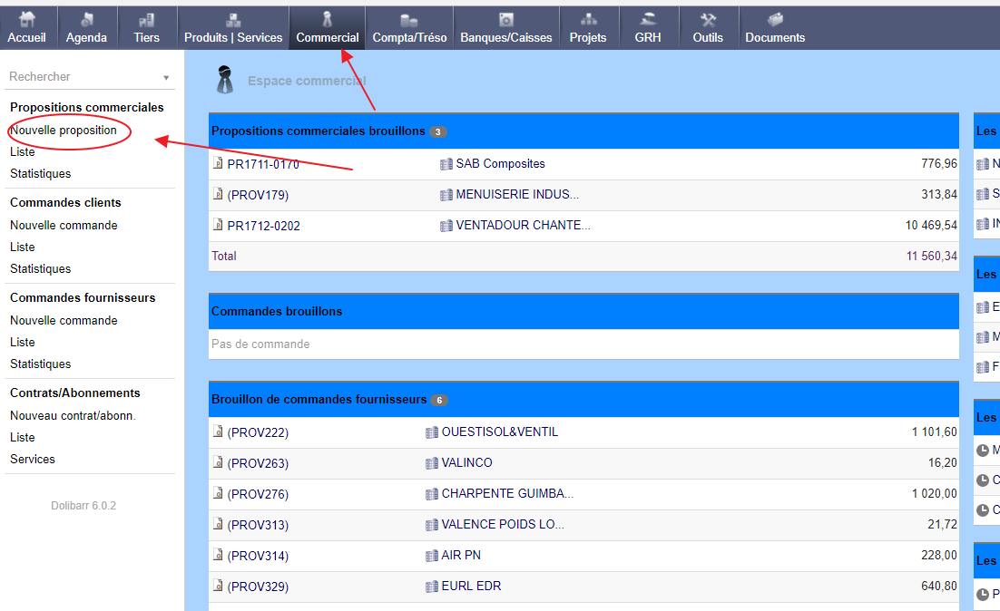 Accueil Agenda Tiers Produits | Services Commercial Compta/Tréso Banques/Caisses Projets GRH Outils Documents
Rechercher
Propositions commerciales
Nouvelle proposition
Liste
Statistiques
Commandes clients
Nouvelle commande
Liste
Statistiques
Commandes fournisseurs
Nouvelle commande
Liste
Statistiques
Contrats/Abonnements
Nouveau contrat/abonn.
Liste
Services
Dolibarr 6.0.2
Espace commercial
Propositions commerciales brouillons 3
PR1711-0170 SAB Composites 776,96
(PROV179) MENUISERIE INDUS... 313,84
PR1712-0202 VENTADOUR CHANTE... 10 469,54
Total 11 560,34
Commandes brouillons
Pas de commande
Brouillon de commandes fournisseurs 6
(PROV222) OUESTISOL&VENTIL 1 101,60
(PROV263) VALINCO 16,20
(PROV276) CHARPENTE GUIMBA... 1 020,00
(PROV313) VALENCE POIDS LO... 21,72
(PROV314) AIR PN 228,00
(PROV329) EURL EDR 640,80
Les
Les
Les
Les